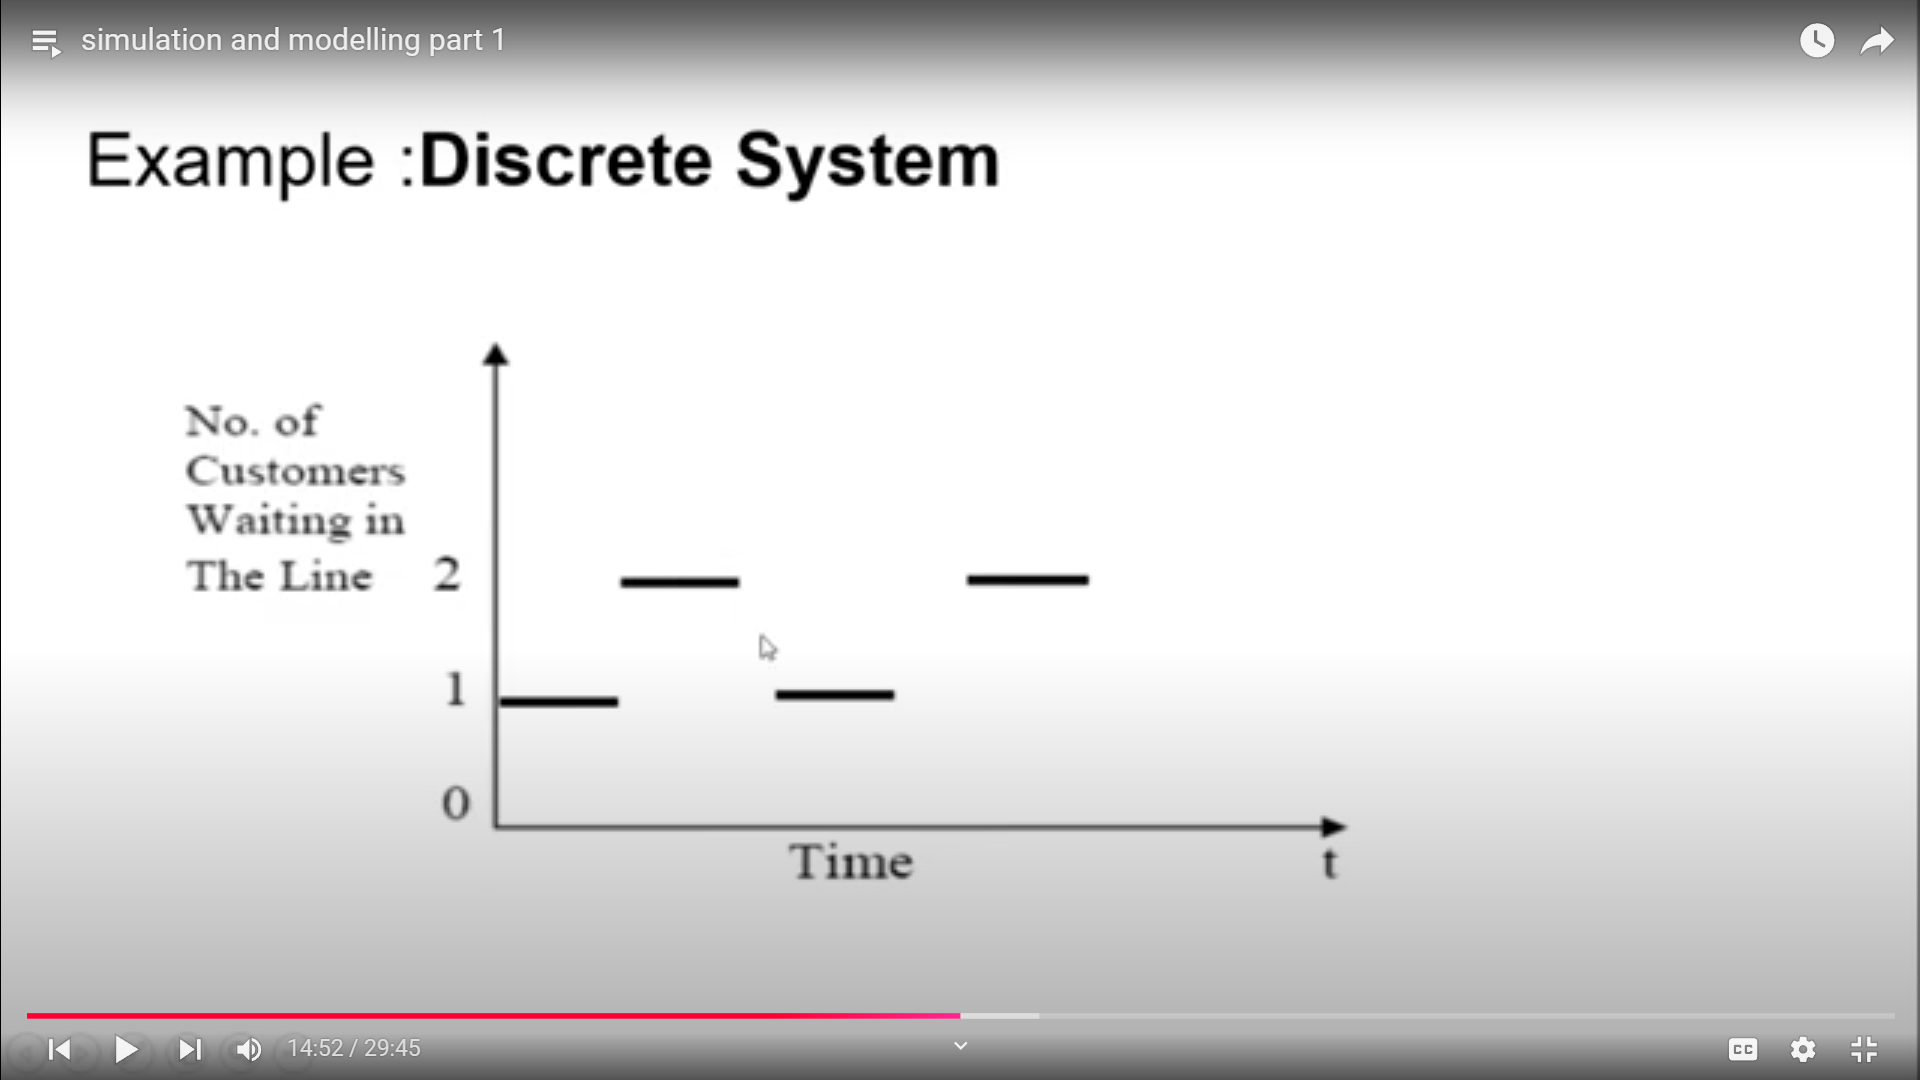 simulation and modelling part 1
Example :Discrete System
No. of
Customers
Waiting in
The Line
2
1
0
Time
t
14:52 / 29:45
CC